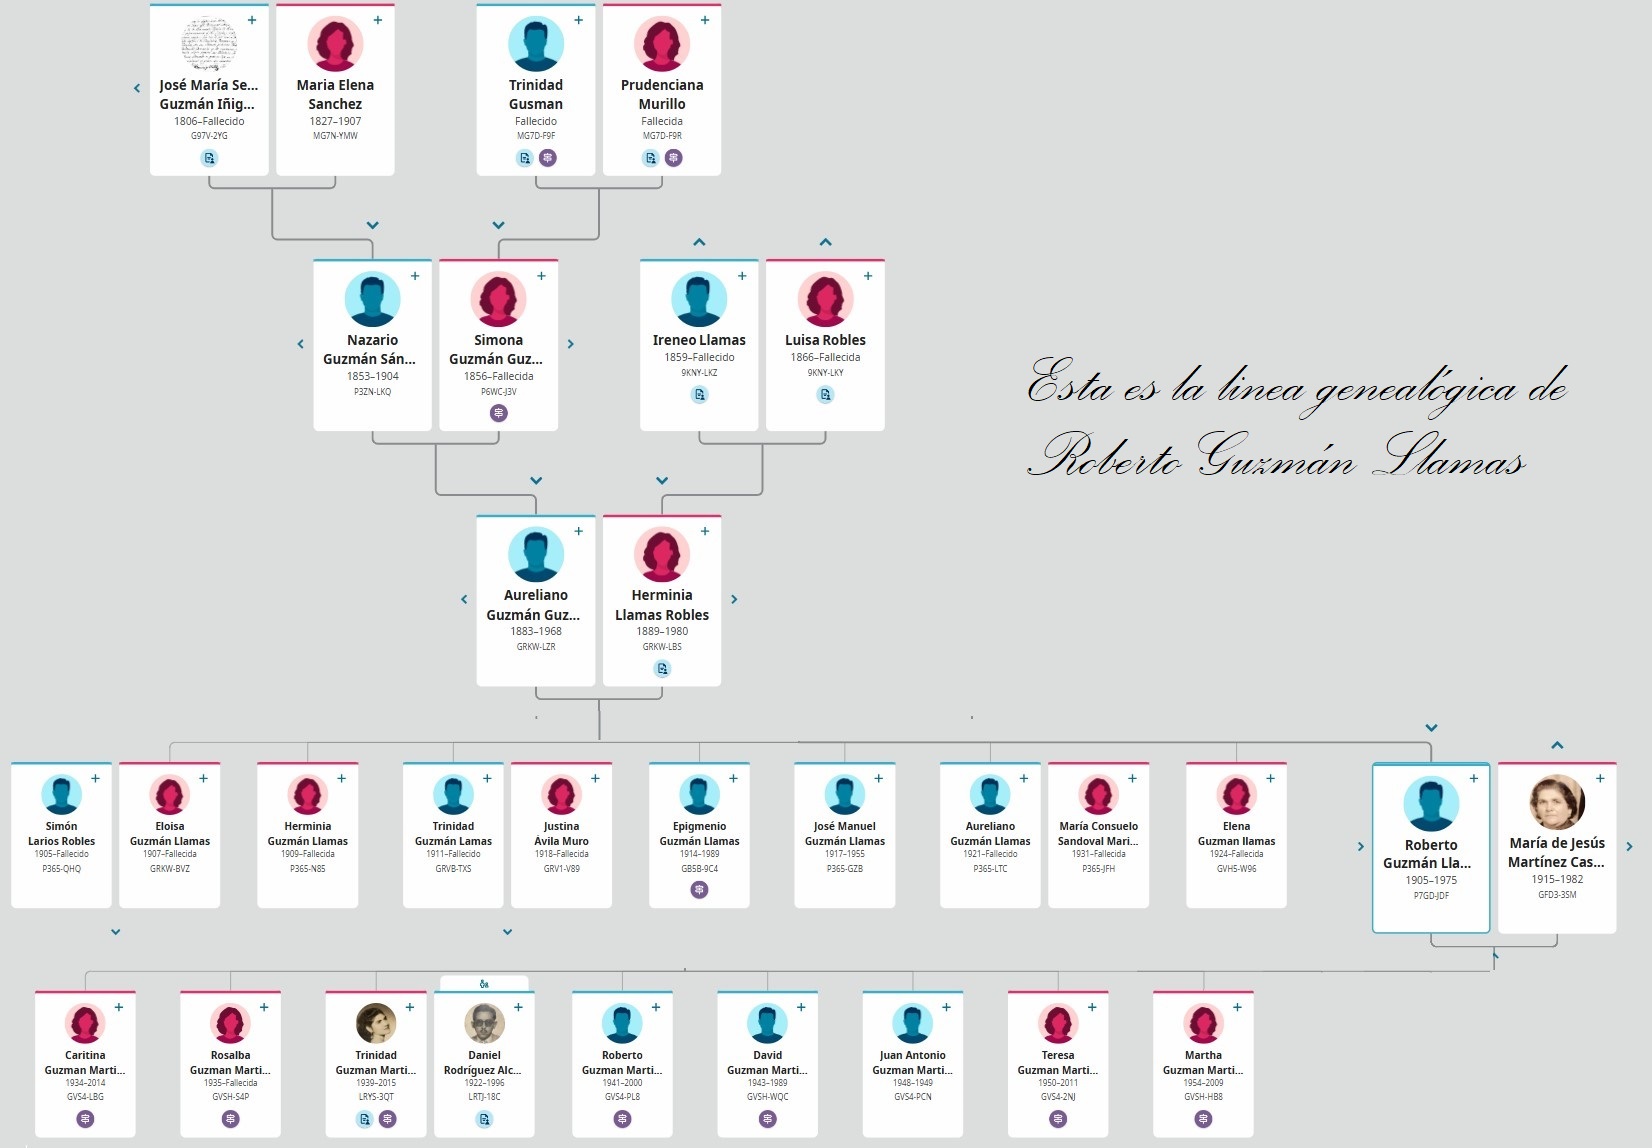 José María Se...
Guzmán Iñig...
1806–Fallecido
G97V-2YG
Maria Elena
Sanchez
1827–1907
MG7N-YMW
Trinidad
Gusman
Fallecido
MG7D-F9F
Prudenciana
Murillo
Fallecida
MG7D-F9R
Nazario
Guzmán Sán...
1853–1904
P3ZN-LKQ
Simona
Guzmán Guz...
1856–Fallecida
P6WC-J3V
Ireneo Llamas
1859–Fallecido
9KNY-LKZ
Luisa Robles
1866–Fallecida
9KNY-LKY
Esta es la linea genealógica de
Roberto Guzmán Llamas
Aureliano
Guzmán Guz...
1883–1968
GRKW-LZR
Herminia
Llamas Robles
1889–1980
GRKW-LBS
Simón
Larios Robles
1905–Fallecido
P365-QHQ
Eloisa
Guzmán Llamas
1907–Fallecida
GRKW-BVZ
Herminia
Guzmán Llamas
1909–Fallecida
P365-N85
Trinidad
Guzmán Lamas
1911–Fallecido
GRVB-TXS
Justina
Ávila Muro
1918–Fallecida
GRV1-V89
Epigmenio
Guzmán Llamas
1914–1989
GB5B-9C4
José Manuel
Guzmán Llamas
1917–1955
P365-GZB
Aureliano
Guzmán Llamas
1921–Fallecido
P365-LTC
María Consuelo
Sandoval Mari...
1931–Fallecida
P365-JFH
Elena
Guzman llamas
1924–Fallecida
GVH5-W96
Roberto
Guzmán Lla...
1905–1975
P7GD-JDF
María de Jesús
Martínez Cas...
1915–1982
GFD3-3SM
Caritina
Guzman Marti...
1934–2014
GVS4-LBG
Rosalba
Guzman Marti...
1935–Fallecida
GVSH-S4P
Trinidad
Guzman Marti...
1939–2015
LRYS-3QT
Daniel
Rodríguez Alc...
1922–1996
LRTJ-18C
Roberto
Guzman Marti...
1941–2000
GVS4-PL8
David
Guzman Marti...
1943–1989
GVSH-WQC
Juan Antonio
Guzman Marti...
1948–1949
GVS4-PCN
Teresa
Guzman Marti...
1950–2011
GVS4-2NJ
Martha
Guzman Marti...
1954–2009
GVSH-HB8